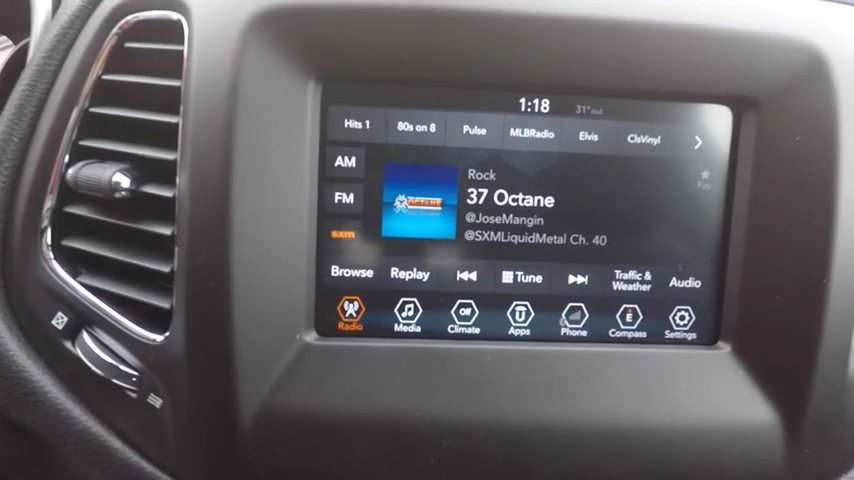 1:18 31°out
Hits 1 80s on 8 Pulse MLBRadio Elvis ClsVinyl
AM
FM
sxm
OCTANE
Rock
37 Octane
@JoseMangin
@SXMLiquidMetal Ch. 40
Fav
Browse Replay Tune Traffic & Weather Audio
Off E
Radio Media Climate Apps Phone Compass Settings